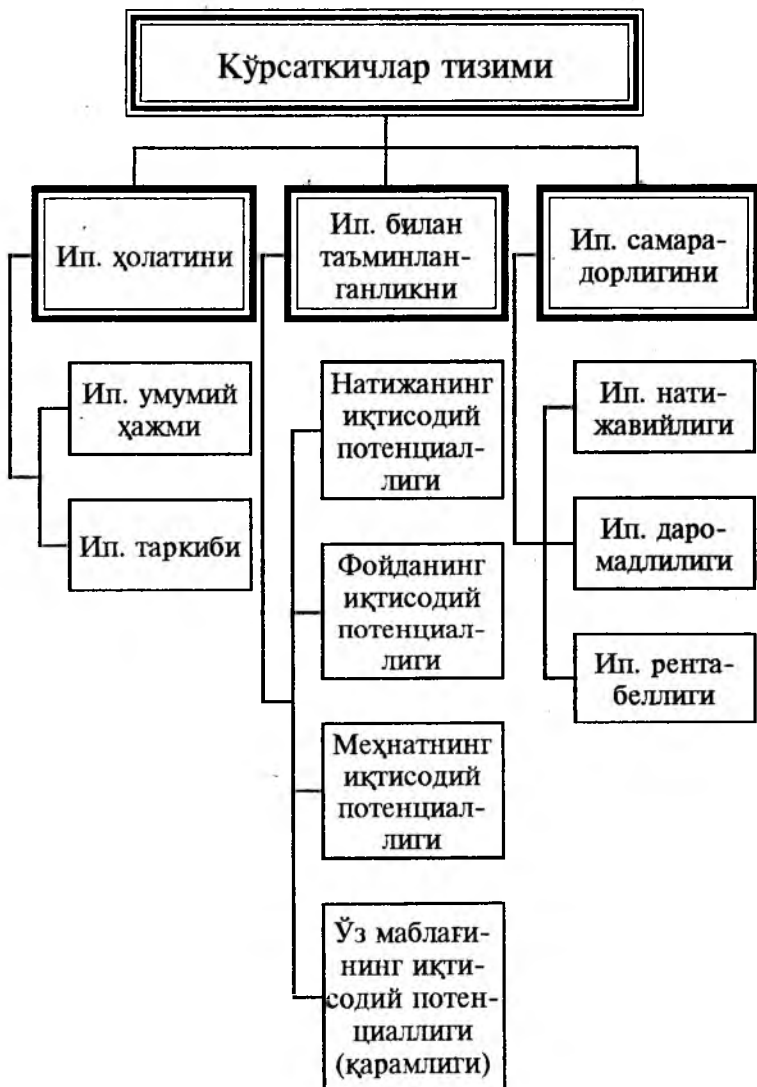 Кўрсаткичлар тизими
Ип. ҳолатини
Ип. билан
таъминлан-
ганликни
Ип. самара-
дорлигини
Ип. умумий
ҳажми
Ип. таркиби
Натижанинг
иқтисодий
потенциал-
лиги
Фойданинг
иқтисодий
потенциал-
лиги
Меҳнатнинг
иқтисодий
потенциал-
лиги
Ўз маблағи-
нинг иқти-
содий потен-
циаллиги
(қарамлиги)
Ип. нати-
жавийлиги
Ип. даро-
мадлилиги
Ип. рента-
беллиги